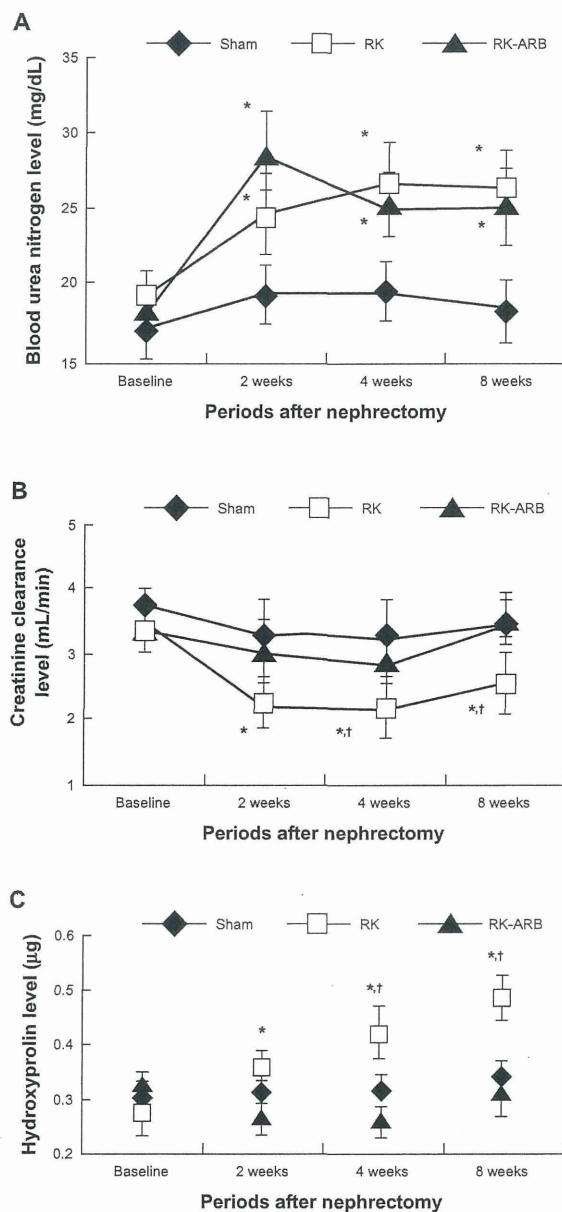 A
Sham RK RK-ARB
Blood urea nitrogen level (mg/dL)
35
30
25
20
15
*
*
*
*
*
*
Baseline 2 weeks 4 weeks 8 weeks
Periods after nephrectomy
B
Sham RK RK-ARB
Creatinine clearance
level (mL/min)
5
4
3
2
1
*
*,†
*,†
Baseline 2 weeks 4 weeks 8 weeks
Periods after nephrectomy
C
Sham RK RK-ARB
Hydroxyprolin level (µg)
0.6
0.5
0.4
0.3
0.2
*
*,†
*,†
Baseline 2 weeks 4 weeks 8 weeks
Periods after nephrectomy